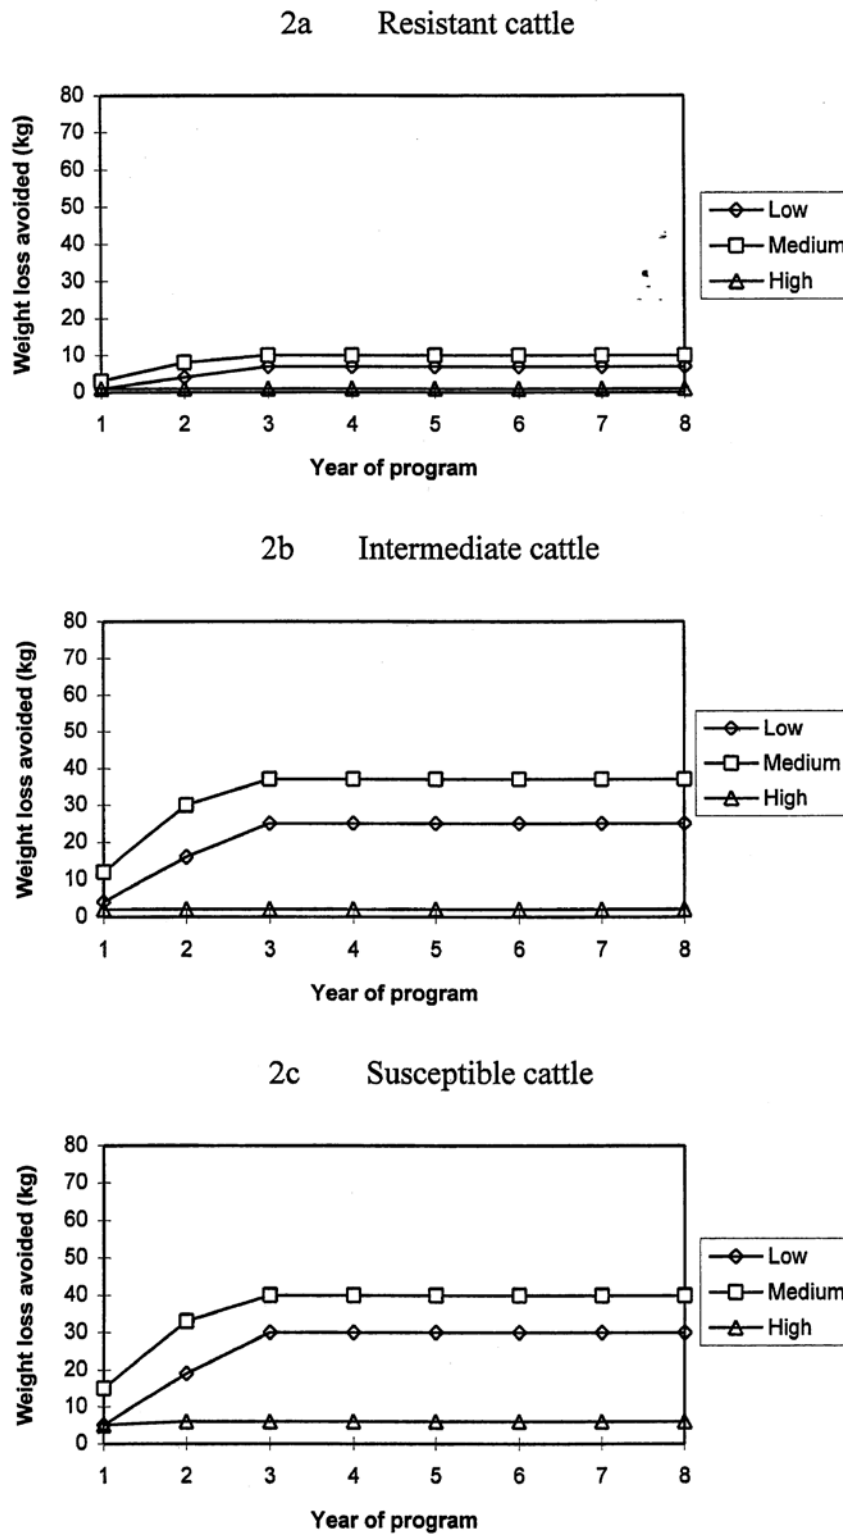 2a Resistant cattle
Weight loss avoided (kg)
80
70
60
50
40
30
20
10
0
1 2 3 4 5 6 7 8
Year of program
Low
Medium
High
2b Intermediate cattle
Weight loss avoided (kg)
80
70
60
50
40
30
20
10
0
1 2 3 4 5 6 7 8
Year of program
Low
Medium
High
2c Susceptible cattle
Weight loss avoided (kg)
80
70
60
50
40
30
20
10
0
1 2 3 4 5 6 7 8
Year of program
Low
Medium
High